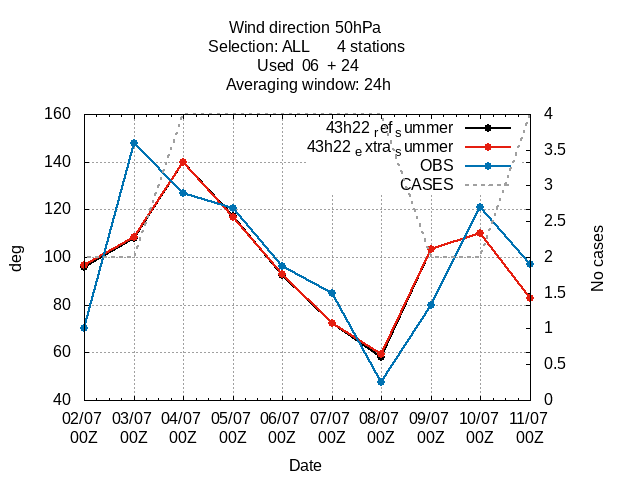 Wind direction 50hPa
Selection: ALL 4 stations
Used 06 + 24
Averaging window: 24h
160 4
43h22 ref summer
43h22 extra summer
OBS
CASES
140 3.5
120 3
2.5
100 2
80 1.5
60 1
0.5
40 0
deg
No cases
02/07 03/07 04/07 05/07 06/07 07/07 08/07 09/07 10/07 11/07
00Z 00Z 00Z 00Z 00Z 00Z 00Z 00Z 00Z 00Z
Date